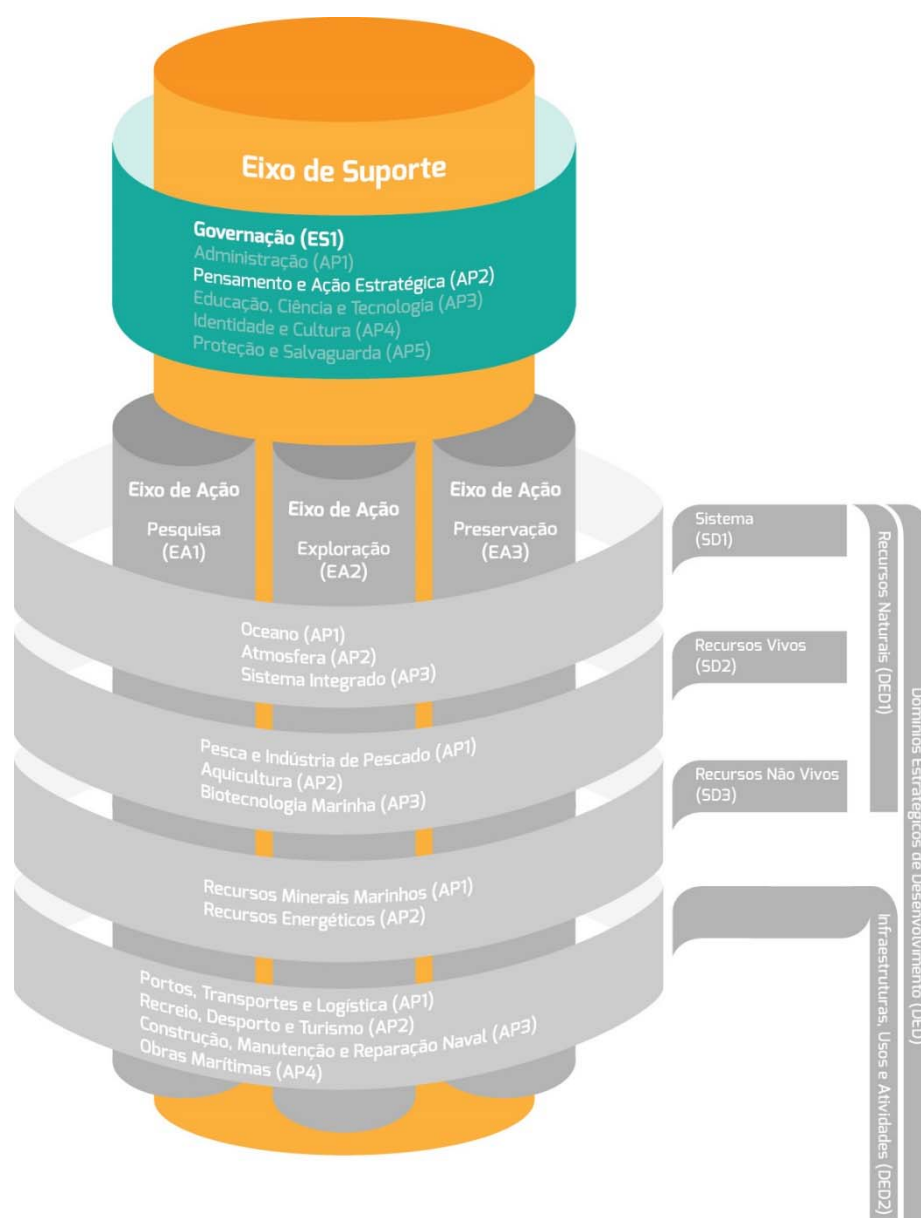 Eixo de Suporte
Governação (ES1)
Administração (AP1)
Pensamento e Ação Estratégica (AP2)
Educação, Ciência e Tecnologia (AP3)
Identidade e Cultura (AP4)
Proteção e Salvaguarda (AP5)
Eixo de Ação
Pesquisa
(EA1)
Eixo de Ação
Exploração
(EA2)
Eixo de Ação
Preservação
(EA3)
Oceano (AP1)
Atmosfera (AP2)
Sistema Integrado (AP3)
Pesca e Indústria de Pescado (AP1)
Aquicultura (AP2)
Biotecnologia Marinha (AP3)
Recursos Minerais Marinhos (AP1)
Recursos Energéticos (AP2)
Portos, Transportes e Logística (AP1)
Recreio, Desporto e Turismo (AP2)
Construção, Manutenção e Reparação Naval (AP3)
Obras Marítimas (AP4)
Sistema
(SD1)
Recursos Vivos
(SD2)
Recursos Não Vivos
(SD3)
Recursos Naturais (DED1)
Infraestruturas, Usos e Atividades (DED2)
Domínios Estratégicos de Desenvolvimento (DED)